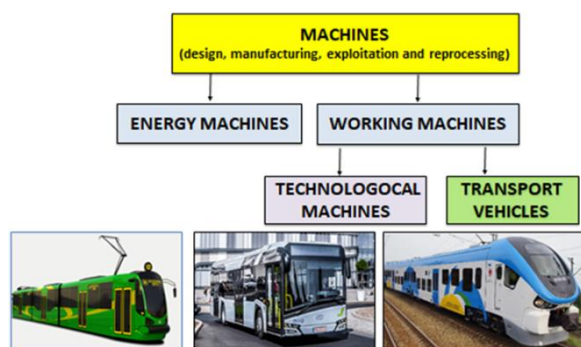 MACHINES
(design, manufacturing, exploitation and reprocessing)
ENERGY MACHINES
WORKING MACHINES
TECHNOLOGOCAL
MACHINES
TRANSPORT
VEHICLES